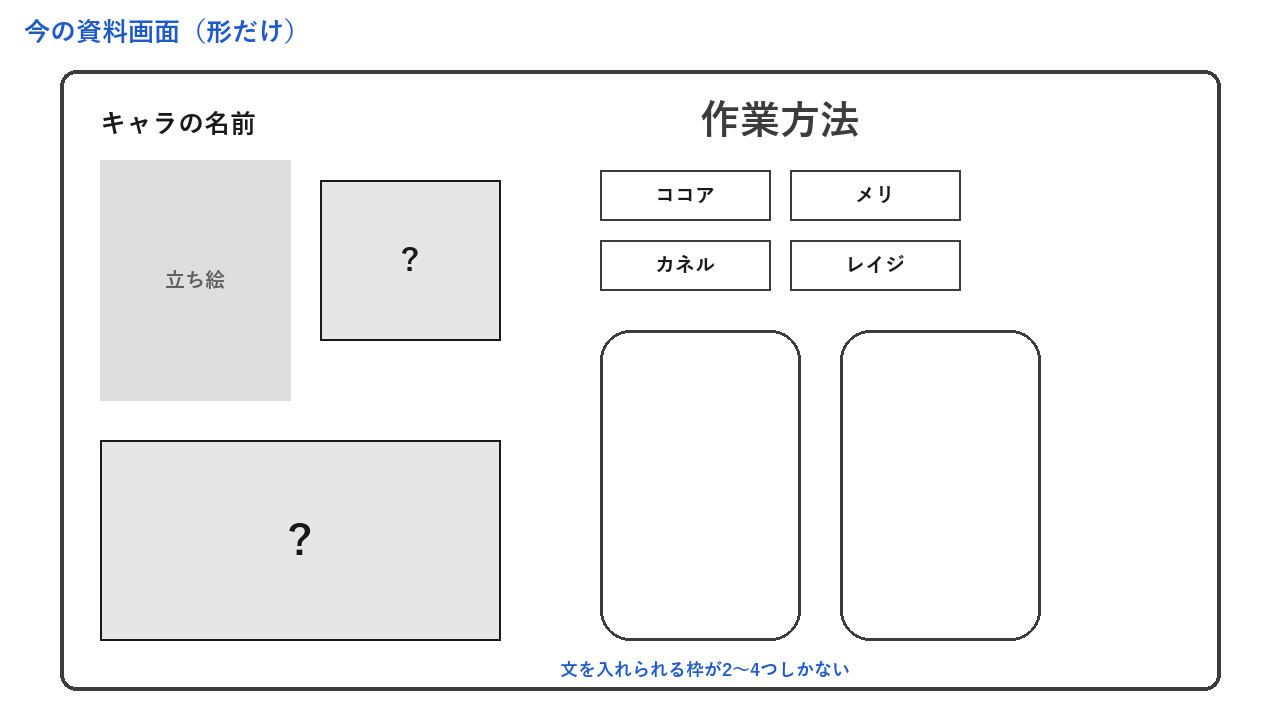 今の資料画面（形だけ）
キャラの名前
立ち絵
？
？
作業方法
ココア
メリ
カネル
レイジ
文を入れられる枠が2～4つしかない